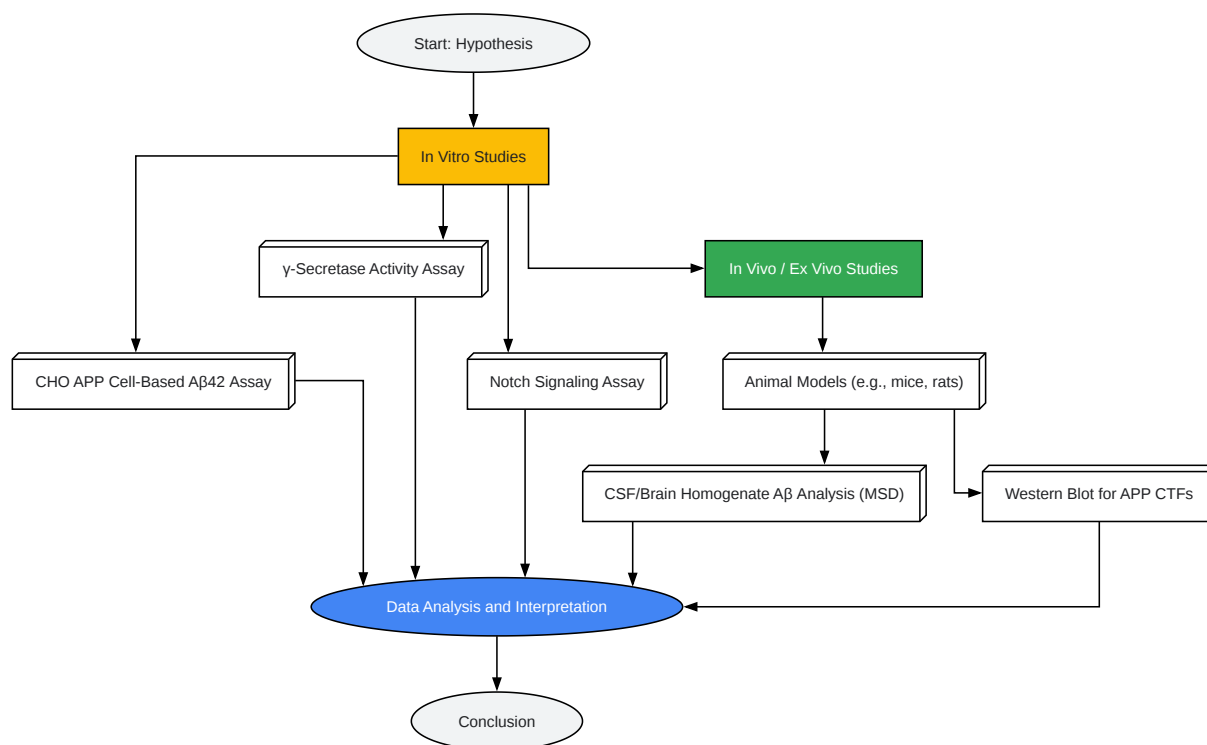 Start: Hypothesis
In Vitro Studies
γ-Secretase Activity Assay
In Vivo / Ex Vivo Studies
CHO APP Cell-Based Aβ42 Assay
Notch Signaling Assay
Animal Models (e.g., mice, rats)
CSF/Brain Homogenate Aβ Analysis (MSD)
Western Blot for APP CTFs
Data Analysis and Interpretation
Conclusion